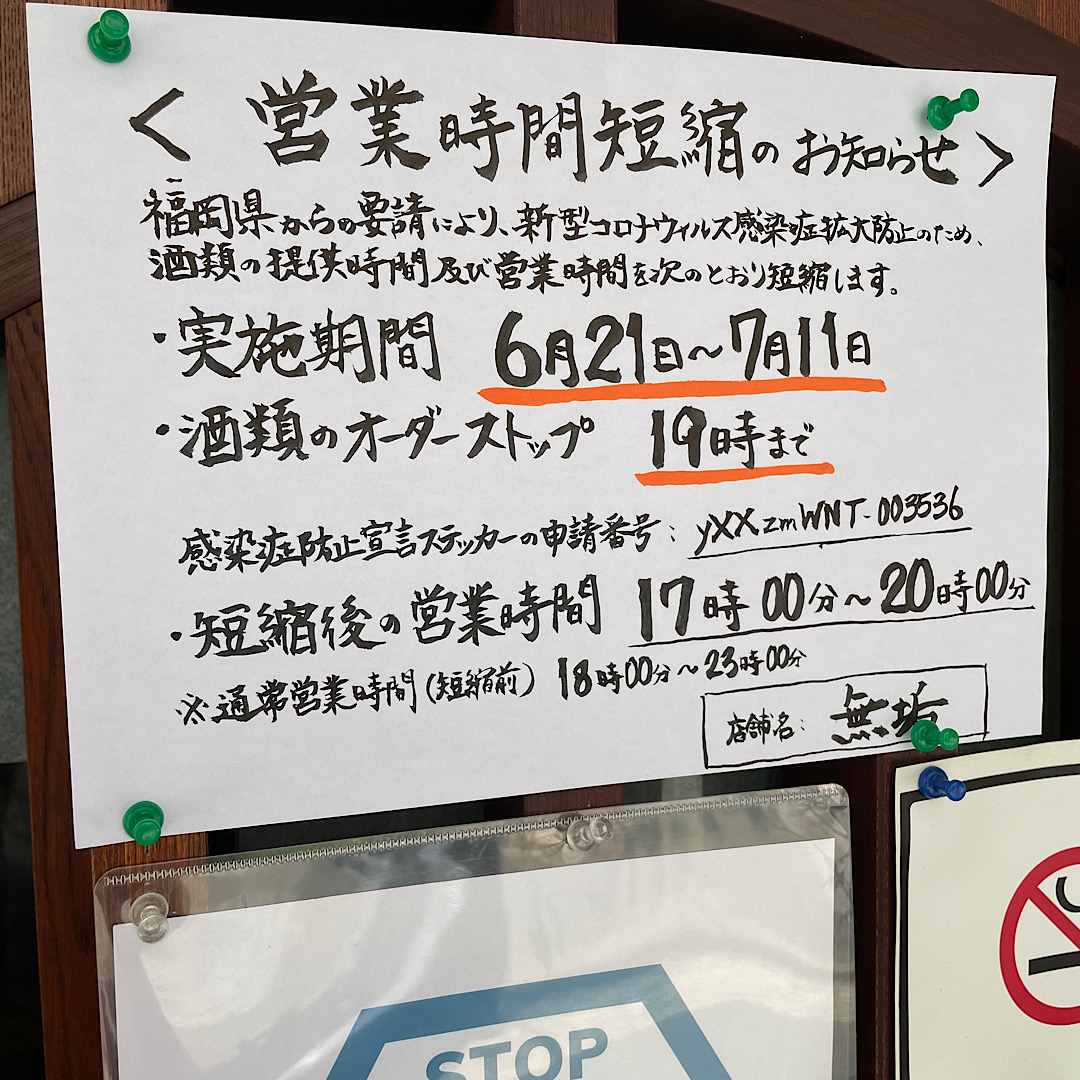 ＜営業時間短縮のお知らせ＞
福岡県からの要請により、新型コロナウィルス感染症拡大防止のため、
酒類の提供時間及び営業時間を次のとおり短縮します。
・実施期間 6月21日～7月11日
・酒類のオーダーストップ 19時まで
感染症防止宣言ステッカーの申請番号：yXXzmWNT-003536
・短縮後の営業時間 17時00分～20時00分
※通常営業時間(短縮前) 18時00分～23時00分
店舗名：無垢
STOP